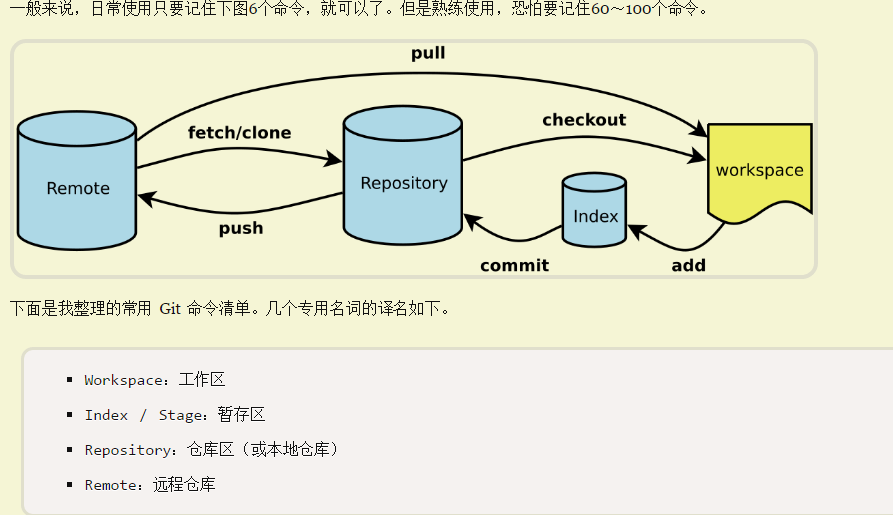 一般来说，日常使用只要记住下图6个命令，就可以了。但是熟练使用，恐怕要记住60～100个命令。
pull
fetch/clone
checkout
Remote
Repository
workspace
Index
push
commit
add
下面是我整理的常用 Git 命令清单。几个专用名词的译名如下。
Workspace：工作区
Index / Stage：暂存区
Repository：仓库区（或本地仓库）
Remote：远程仓库